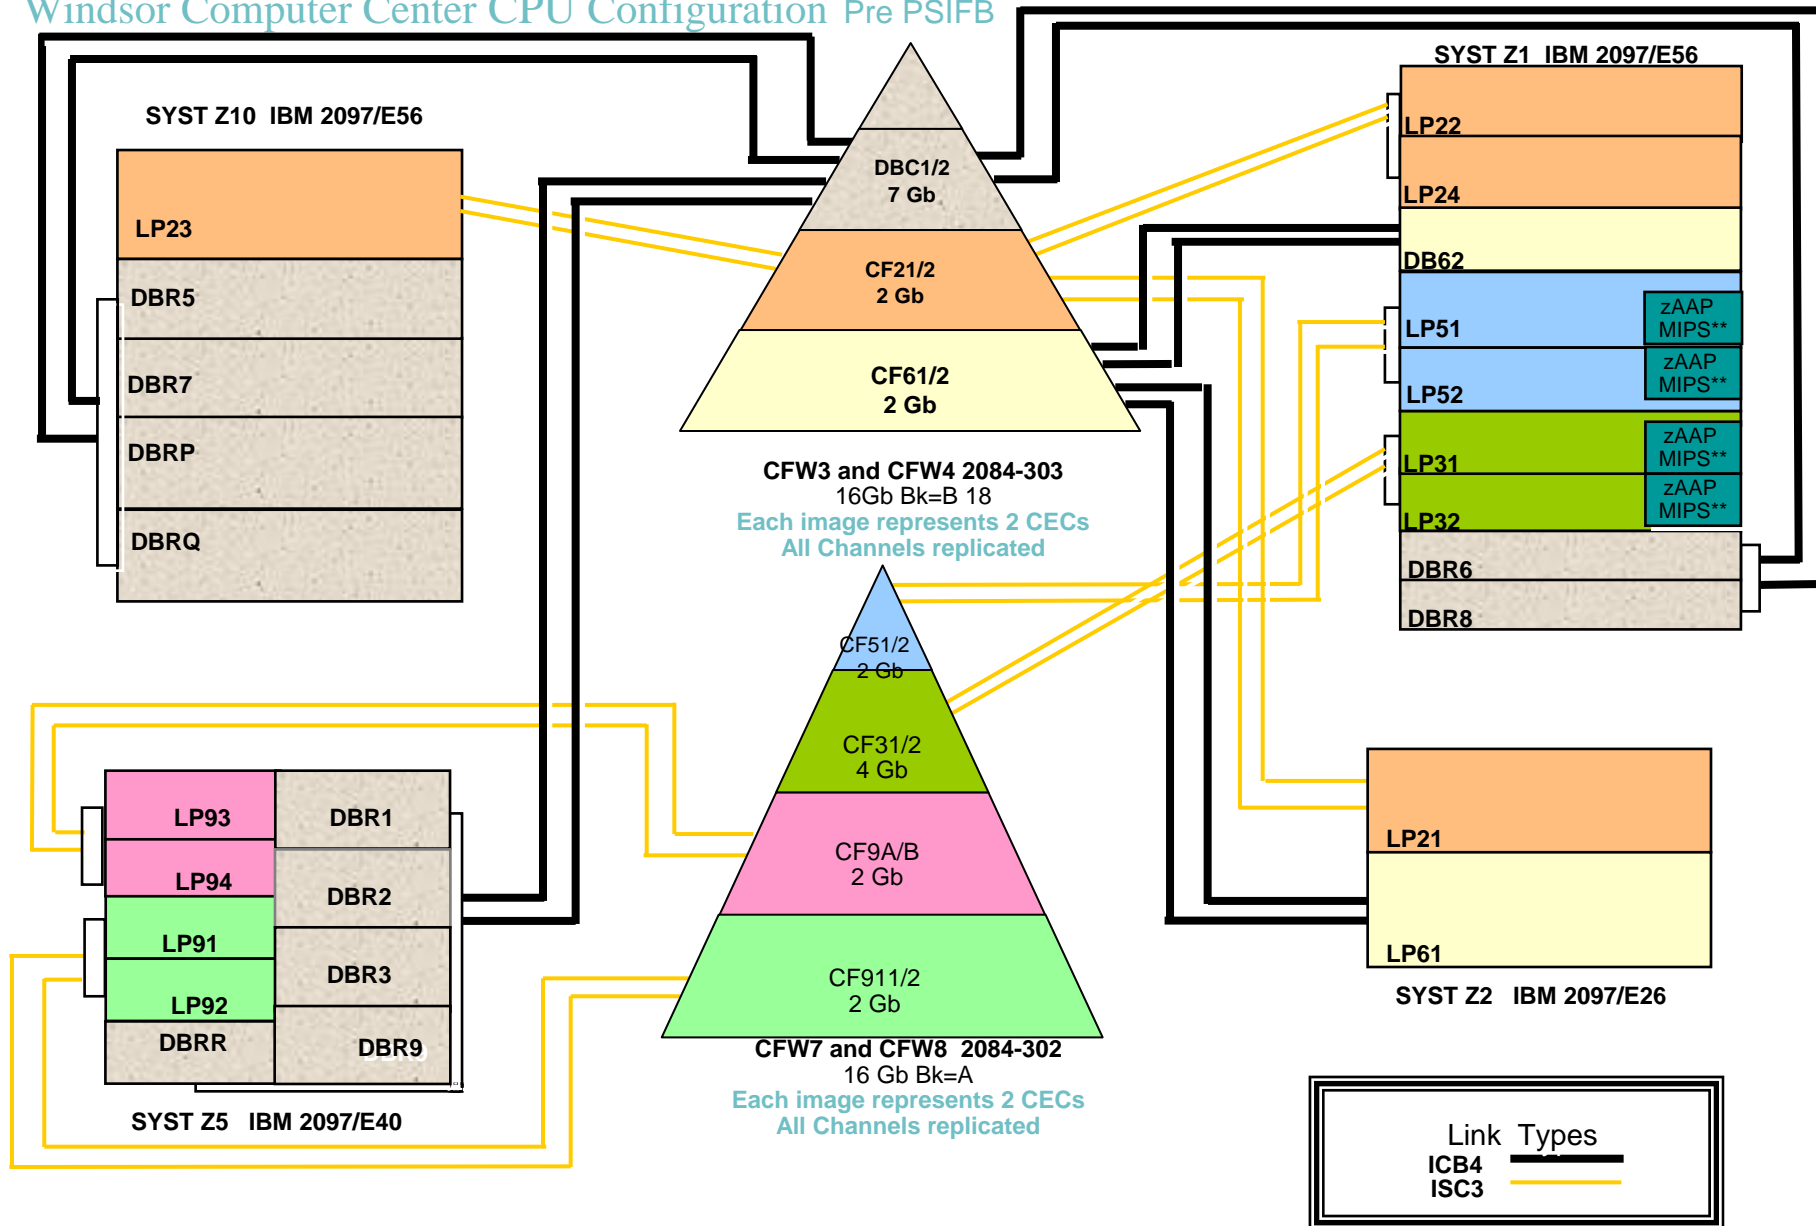 Windsor Computer Center CPU Configuration Pre PSIFB
SYST Z10 IBM 2097/E56
LP23
DBR5
DBR7
DBRP
DBRQ
DBC1/2
7 Gb
CF21/2
2 Gb
CF61/2
2 Gb
CFW3 and CFW4 2084-303
16Gb Bk=B 18
Each image represents 2 CECs
All Channels replicated
SYST Z1 IBM 2097/E56
LP22
LP24
DB62
LP51
zAAP
MIPS**
LP52
zAAP
MIPS**
LP31
zAAP
MIPS**
LP32
zAAP
MIPS**
DBR6
DBR8
CF51/2
2 Gb
CF31/2
4 Gb
CF9A/B
2 Gb
CF911/2
2 Gb
CFW7 and CFW8 2084-302
16 Gb Bk=A
Each image represents 2 CECs
All Channels replicated
LP93
LP94
LP91
LP92
DBRR
DBR1
DBR2
DBR3
DBR9
SYST Z5 IBM 2097/E40
LP21
LP61
SYST Z2 IBM 2097/E26
Link Types
ICB4
ISC3